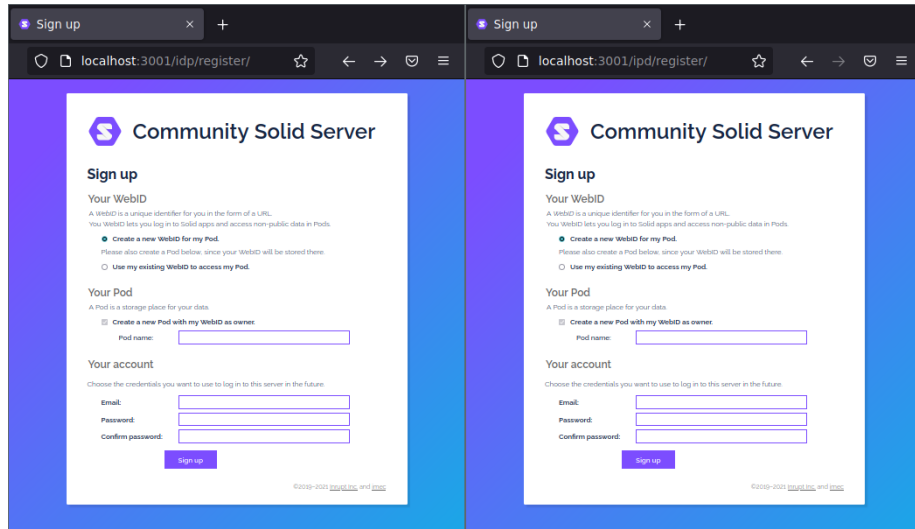 Sign up
localhost:3001/idp/register/
Community Solid Server
Sign up
Your WebID
A WebID is a unique identifier for you in the form of a URL.
You WebID lets you log in to Solid apps and access non-public data in Pods.
Create a new WebID for my Pod.
Please also create a Pod below, since your WebID will be stored there.
Use my existing WebID to access my Pod.
Your Pod
A Pod is a storage place for your data.
Create a new Pod with my WebID as owner.
Pod name:
Your account
Choose the credentials you want to use to log in to this server in the future.
Email:
Password:
Confirm password:
Sign up
©2019–2021 Inrupt Inc. and imec
Sign up
localhost:3001/ipd/register/
Community Solid Server
Sign up
Your WebID
A WebID is a unique identifier for you in the form of a URL.
You WebID lets you log in to Solid apps and access non-public data in Pods.
Create a new WebID for my Pod.
Please also create a Pod below, since your WebID will be stored there.
Use my existing WebID to access my Pod.
Your Pod
A Pod is a storage place for your data.
Create a new Pod with my WebID as owner.
Pod name:
Your account
Choose the credentials you want to use to log in to this server in the future.
Email:
Password:
Confirm password:
Sign up
©2019–2021 Inrupt Inc. and imec